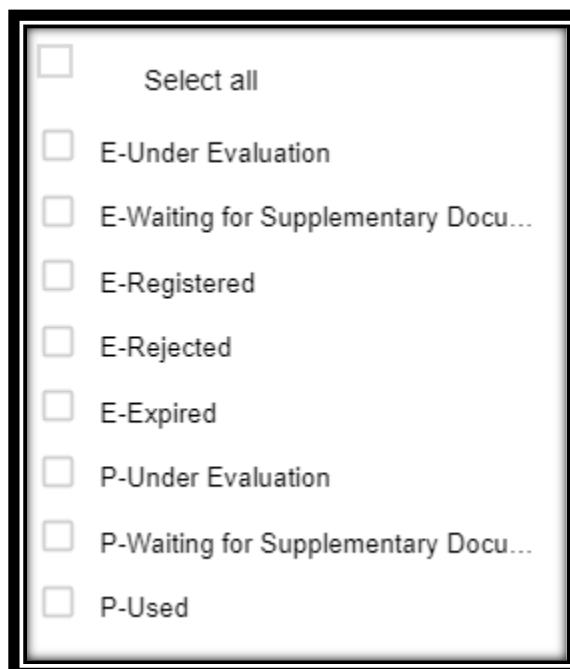 Select all
E-Under Evaluation
E-Waiting for Supplementary Docu...
E-Registered
E-Rejected
E-Expired
P-Under Evaluation
P-Waiting for Supplementary Docu...
P-Used